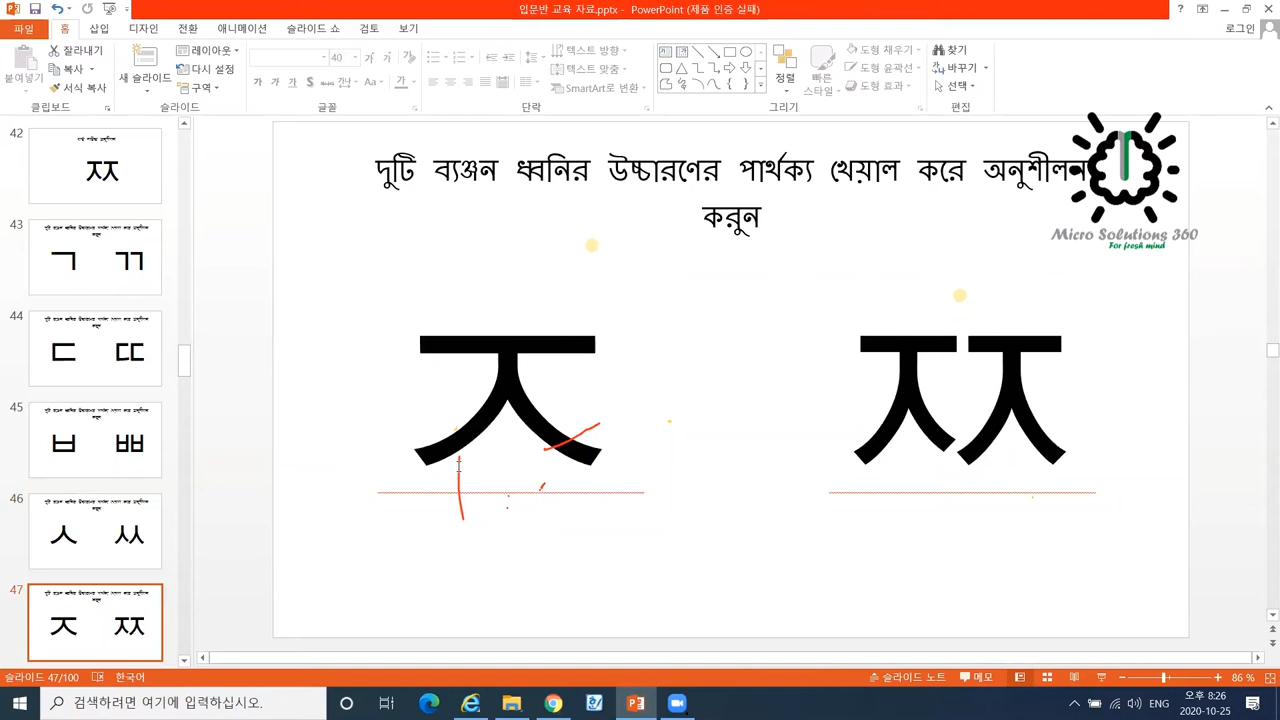 입문반 교육 자료.pptx - PowerPoint (제품 인증 실패)
파일 홈 삽입 디자인 전환 애니메이션 슬라이드 쇼 검토 보기 로그인
잘라내기 레이아웃 40 텍스트 방향 도형 채우기 찾기
붙여넣기 복사 새 슬라이드 다시 설정 텍스트 맞춤 정렬 빠른 스타일 도형 윤곽선 바꾸기
서식 복사 구역 가 가 가 S 가나 Aa 가 SmartArt로 변환 도형 효과 선택
클립보드 슬라이드 글꼴 단락 그리기 편집
42
ㅉ
43
ㄱ ㄲ
44
ㄷ ㄸ
45
ㅂ ㅃ
46
ㅅ ㅆ
47
ㅈ ㅉ
দুটি ব্যঞ্জন ধ্বনির উচ্চারণের পার্থক্য খেয়াল করে অনুশীলন
করুন
Micro Solutions 360
For fresh mind
ㅈ ㅉ
슬라이드 47/100 한국어 슬라이드 노트 메모 86 %
검색하려면 여기에 입력하십시오. ENG 오후 8:26
2020-10-25